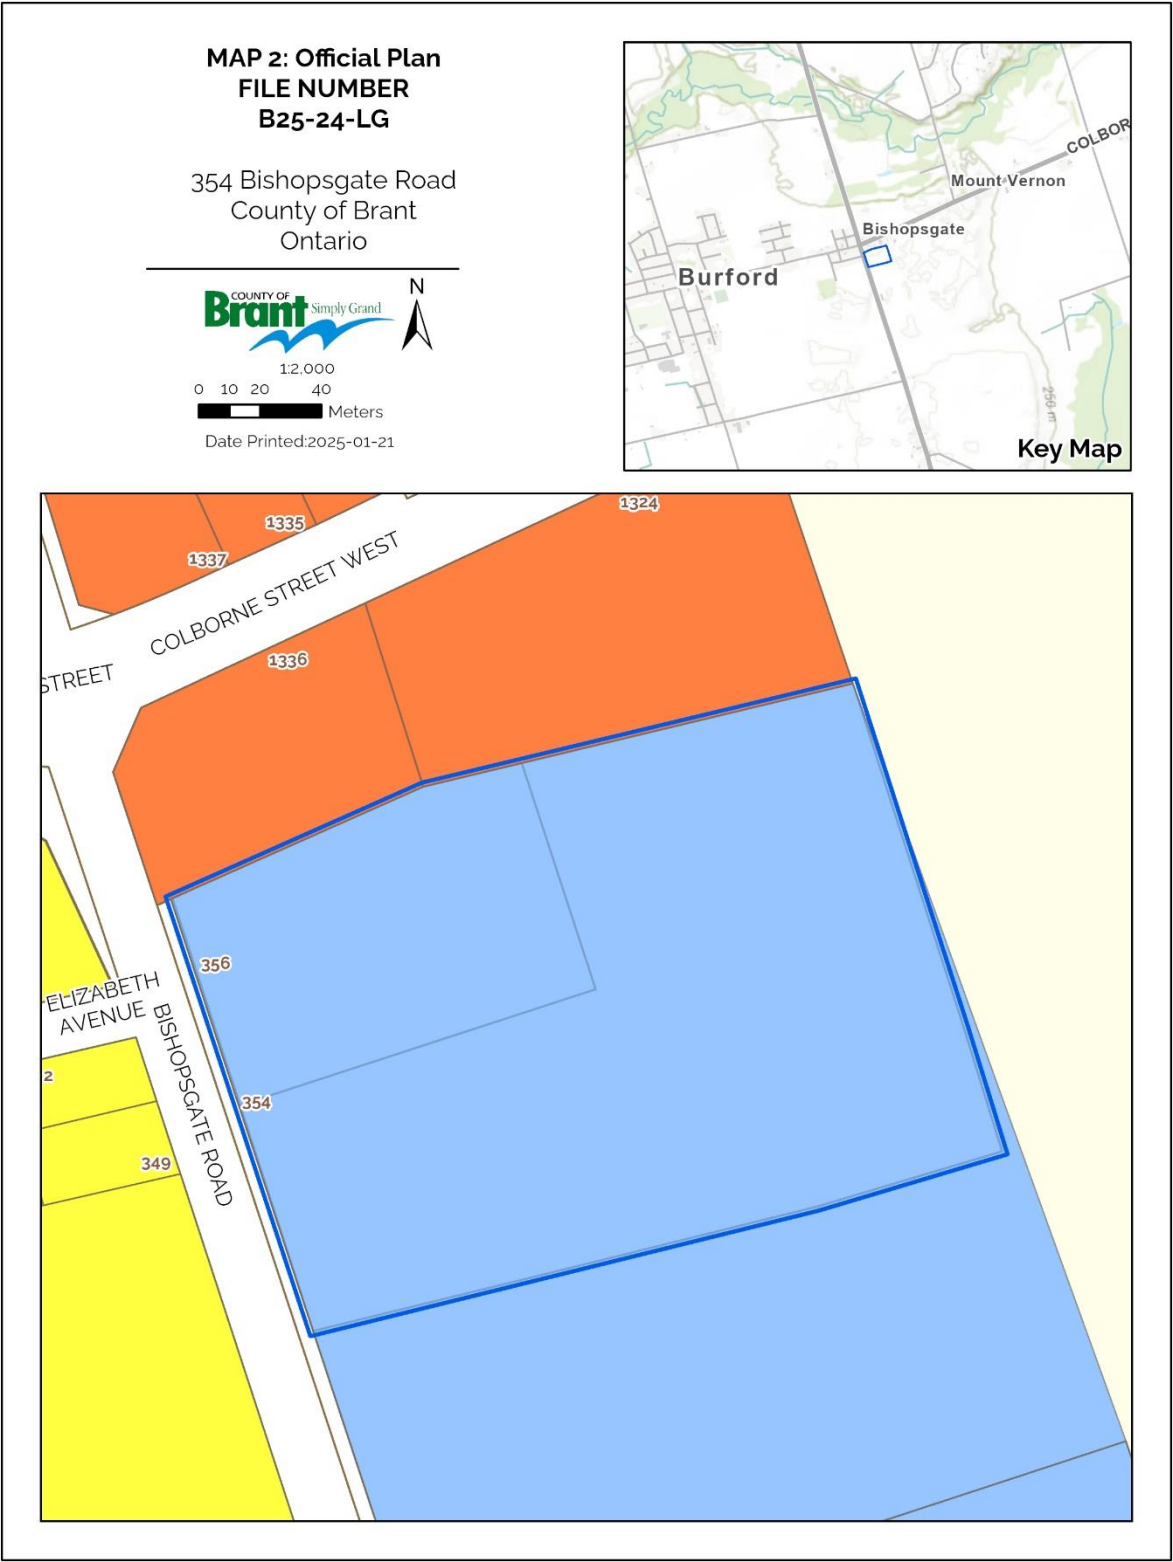 MAP 2: Official Plan
FILE NUMBER
B25-24-LG
354 Bishopsgate Road
County of Brant
Ontario
COUNTY OF
Brant Simply Grand
N
1:2,000
0 10 20 40
Meters
Date Printed:2025-01-21
COLBOR
Mount Vernon
Bishopsgate
Burford
250 m
Key Map
1324
1335
1337
COLBORNE STREET WEST
1336
STREET
356
ELIZABETH
AVENUE
BISHOPSGATE ROAD
2
354
349